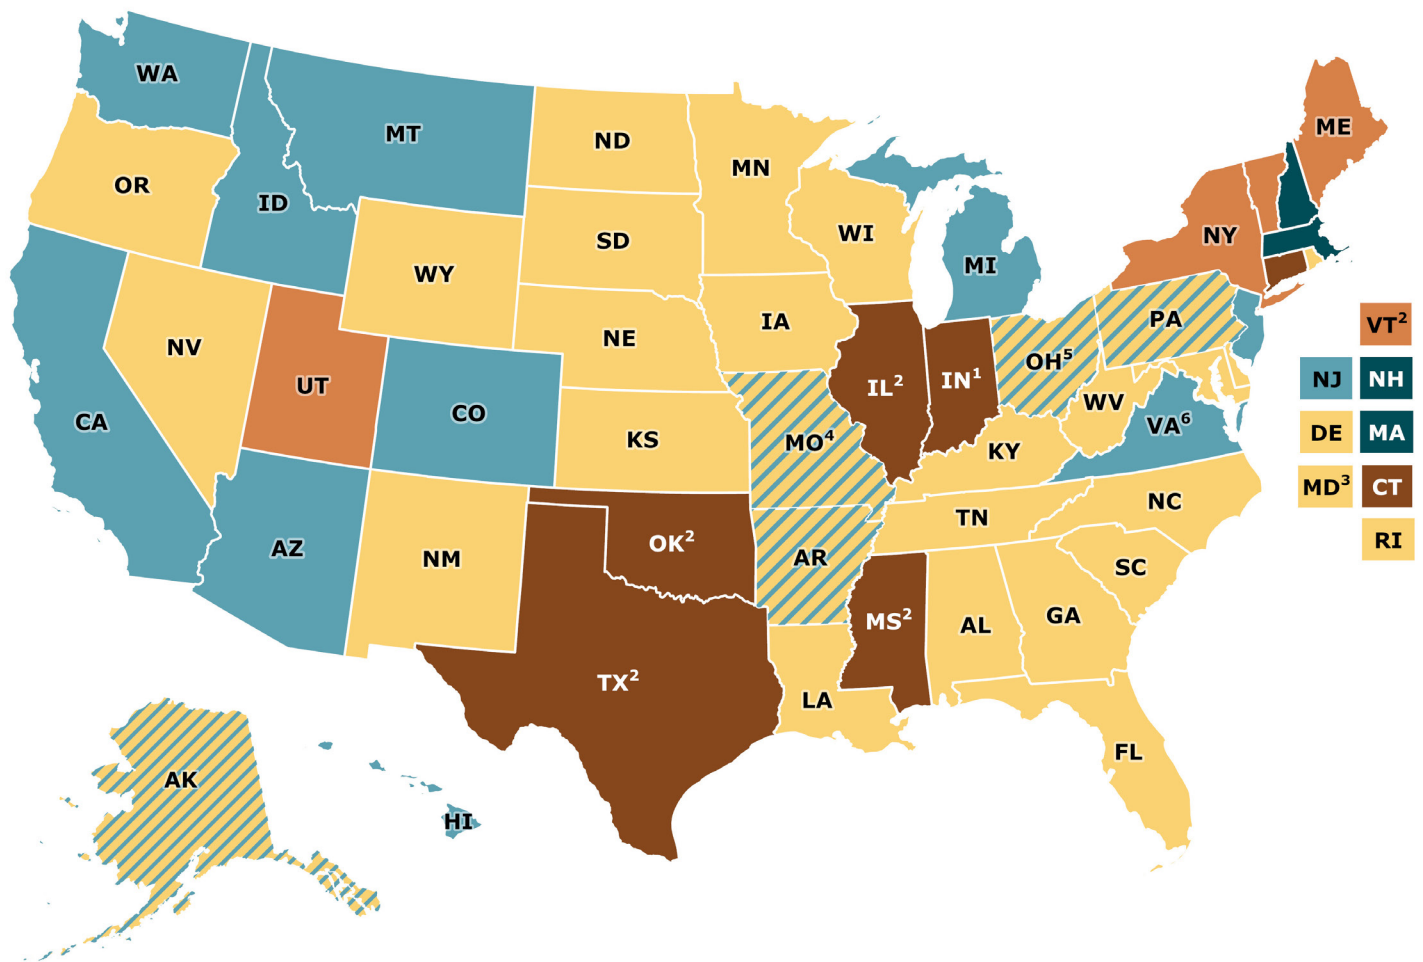 WA
MT
ME
ND
MN
OR
ID
NY
WI
SD
MI
WY
PA
IA
VT²
NE
NV
OH⁵
IN¹
NJ
NH
UT
IL²
WV
CO
CA
VA⁶
DE
MA
KS
MO⁴
KY
MD³
CT
NC
TN
OK²
RI
AZ
NM
AR
SC
GA
MS²
AL
TX²
LA
FL
AK
HI